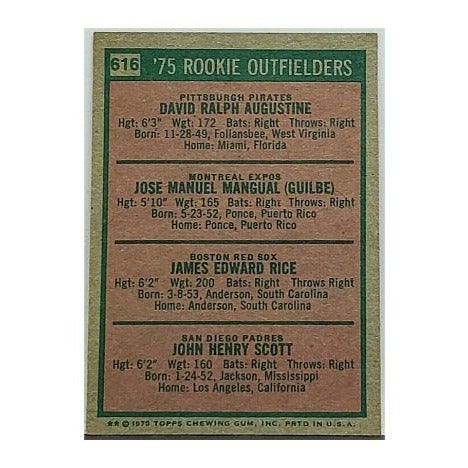 616 '75 ROOKIE OUTFIELDERS
PITTSBURGH PIRATES
DAVID RALPH AUGUSTINE
Hgt: 6'3" Wgt: 172 Bats: Right Throws: Right
Born: 11-28-49, Follansbee, West Virginia
Home: Miami, Florida
MONTREAL EXPOS
JOSE MANUEL MANGUAL (GUILBE)
Hgt: 5'10" Wgt: 165 Bats: Right Throws: Right
Born: 5-23-52, Ponce, Puerto Rico
Home: Ponce, Puerto Rico
BOSTON RED SOX
JAMES EDWARD RICE
Hgt: 6'2" Wgt: 200 Bats: Right Throws Right
Born: 3-8-53, Anderson, South Carolina
Home: Anderson, South Carolina
SAN DIEGO PADRES
JOHN HENRY SCOTT
Hgt: 6'2" Wgt: 160 Bats: Right Throws: Right
Born: 1-24-52, Jackson, Mississippi
Home: Los Angeles, California
★★ © 1975 TOPPS CHEWING GUM, INC. PRTD IN U.S.A.